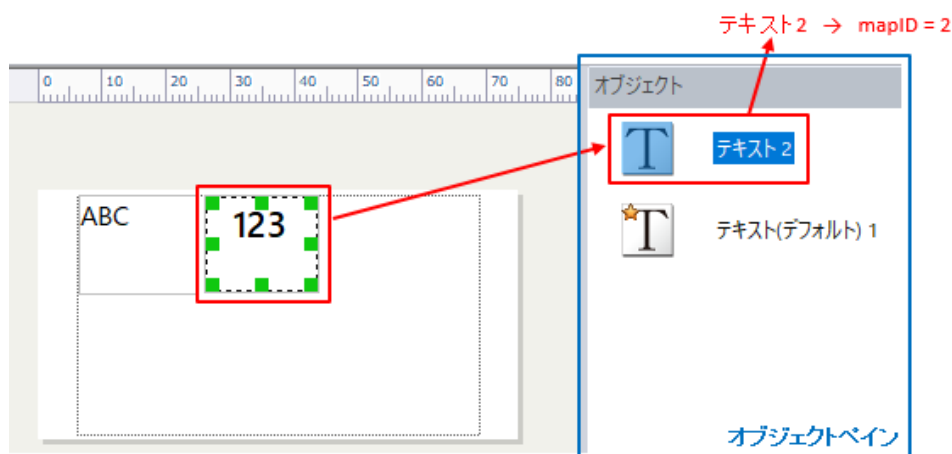 テキスト2 → mapID = 2
0 10 20 30 40 50 60 70 80
オブジェクト
テキスト 2
ABC
123
テキスト(デフォルト) 1
オブジェクトペイン